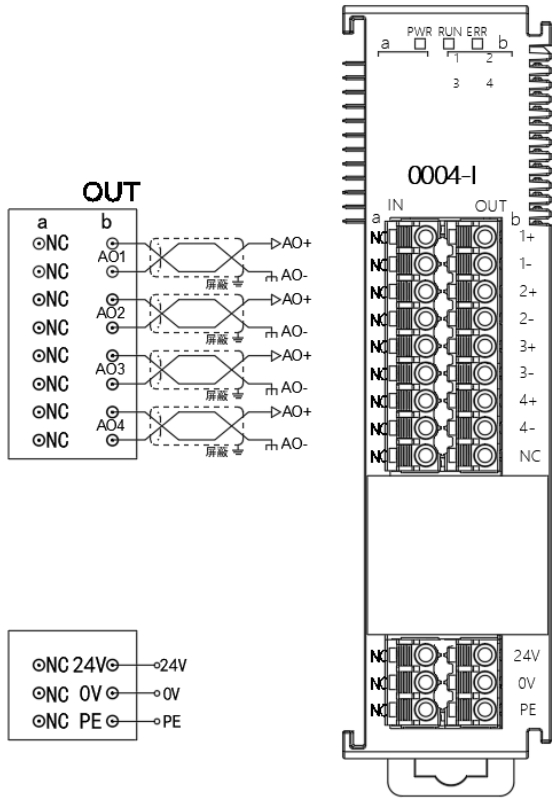 PWR RUN ERR
a b
1 2
3 4
0004-I
IN OUT
a b
NC 1+
NC 1-
NC 2+
NC 2-
NC 3+
NC 3-
NC 4+
NC 4-
NC NC
NC 24V
NC 0V
NC PE
OUT
a b
NC AO+
AO1
NC AO-
屏蔽
NC AO+
AO2
NC AO-
屏蔽
NC AO+
AO3
NC AO-
屏蔽
NC AO+
AO4
NC AO-
屏蔽
NC 24V 24V
NC 0V 0V
NC PE PE